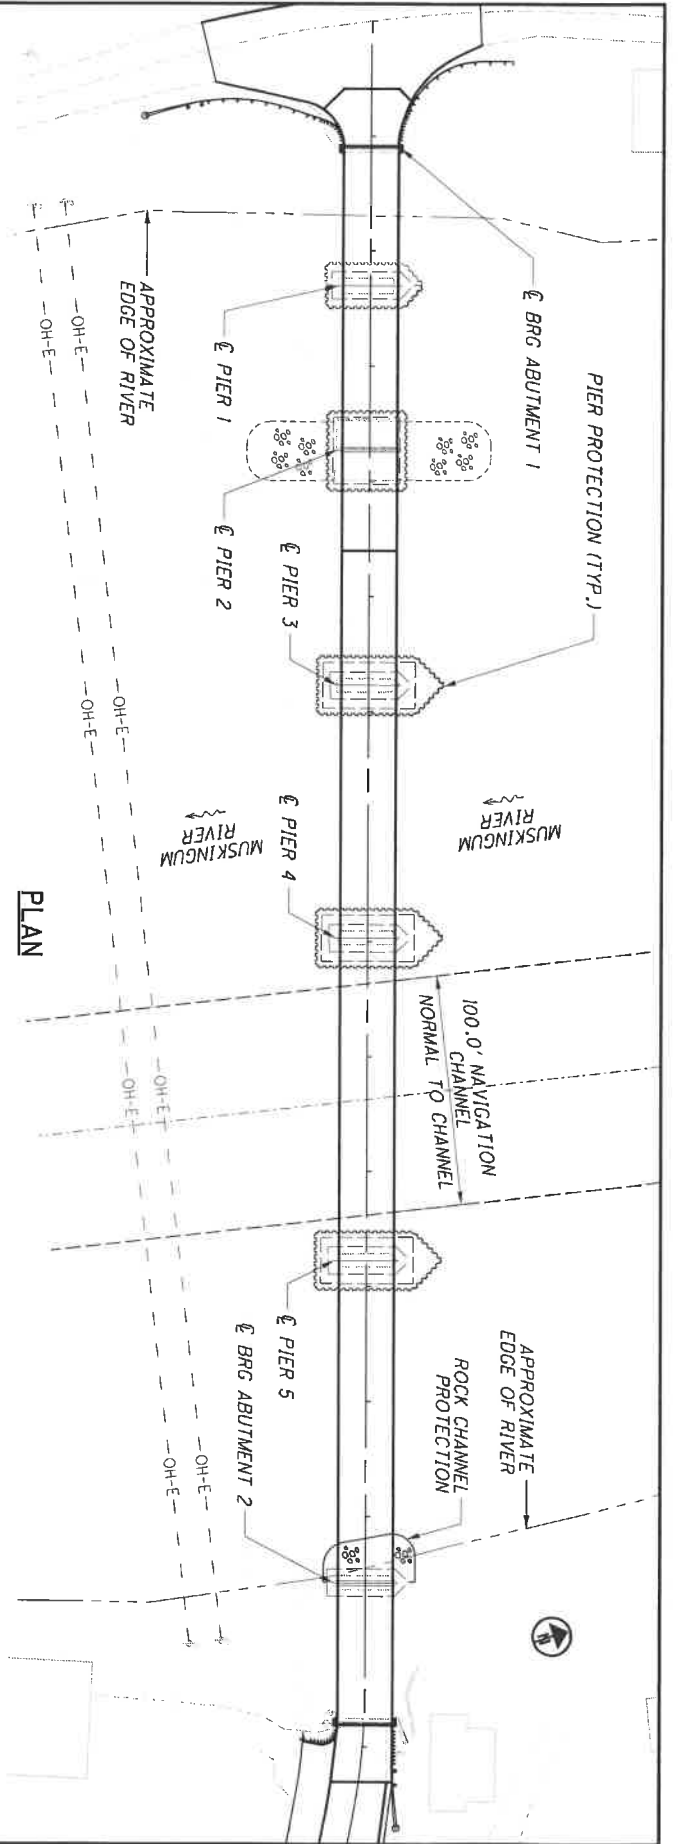 PIER PROTECTION (TYP.)
℄ BRG ABUTMENT 1
APPROXIMATE
EDGE OF RIVER
℄ PIER 1
℄ PIER 2
℄ PIER 3
MUSKINGUM
RIVER
MUSKINGUM
RIVER
℄ PIER 4
100.0' NAVIGATION
CHANNEL
NORMAL TO CHANNEL
℄ PIER 5
℄ BRG ABUTMENT 2
ROCK CHANNEL
PROTECTION
APPROXIMATE
EDGE OF RIVER
N
OH-E
OH-E
OH-E
OH-E
OH-E
OH-E
OH-E
OH-E
PLAN